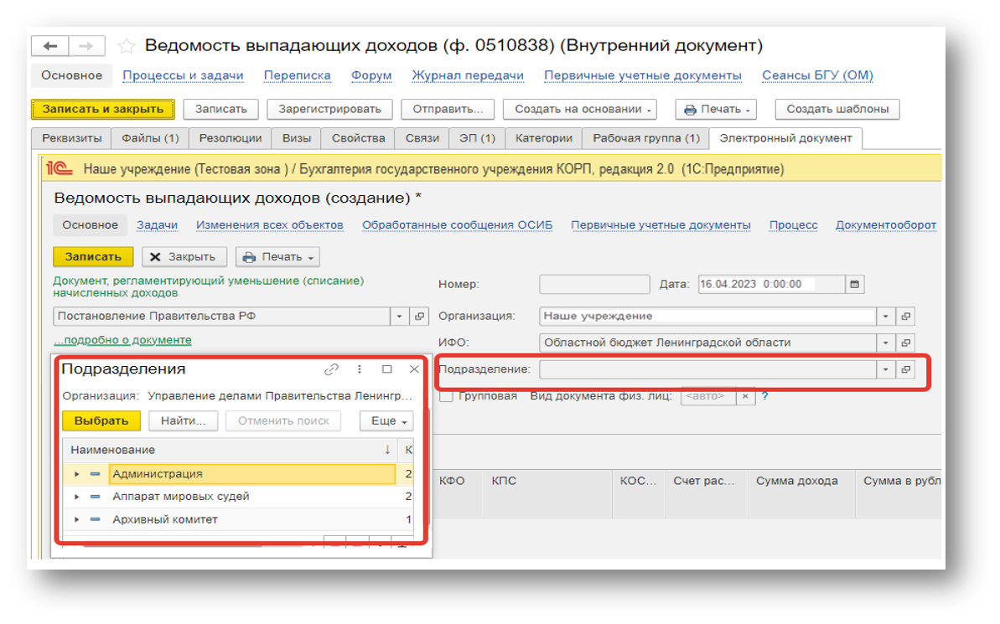 Ведомость выпадающих доходов (ф. 0510838) (Внутренний документ)
Основное Процессы и задачи Переписка Форум Журнал передачи Первичные учетные документы Сеансы БГУ (ОМ)
Записать и закрыть Записать Зарегистрировать Отправить... Создать на основании Печать Создать шаблоны
Реквизиты Файлы (1) Резолюции Визы Свойства Связи ЭП (1) Категории Рабочая группа (1) Электронный документ
1С Наше учреждение (Тестовая зона ) / Бухгалтерия государственного учреждения КОРП, редакция 2.0 (1С:Предприятие)
Ведомость выпадающих доходов (создание) *
Основное Задачи Изменения всех объектов Обработанные сообщения ОСИБ Первичные учетные документы Процесс Документооборот
Записать Закрыть Печать
Документ, регламентирующий уменьшение (списание)
начисленных доходов
Номер: Дата: 16.04.2023 0:00:00
Постановление Правительства РФ Организация: Наше учреждение
...подробно о документе ИФО: Областной бюджет Ленинградской области
Подразделение:
Групповая Вид документа физ. лиц: <авто> × ?
Подразделения
Организация: Управление делами Правительства Ленингр...
Выбрать Найти... Отменить поиск Еще
Наименование ↓ К
Администрация 2
Аппарат мировых судей 2
Архивный комитет 1
КФО КПС КОС... Счет рас... Сумма дохода Сумма в рубл